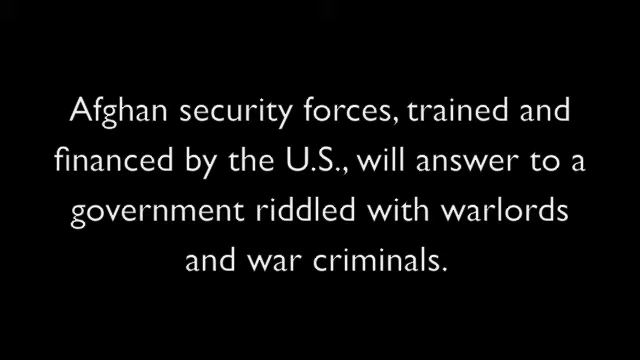 Afghan security forces, trained and
financed by the U.S., will answer to a
government riddled with warlords
and war criminals.